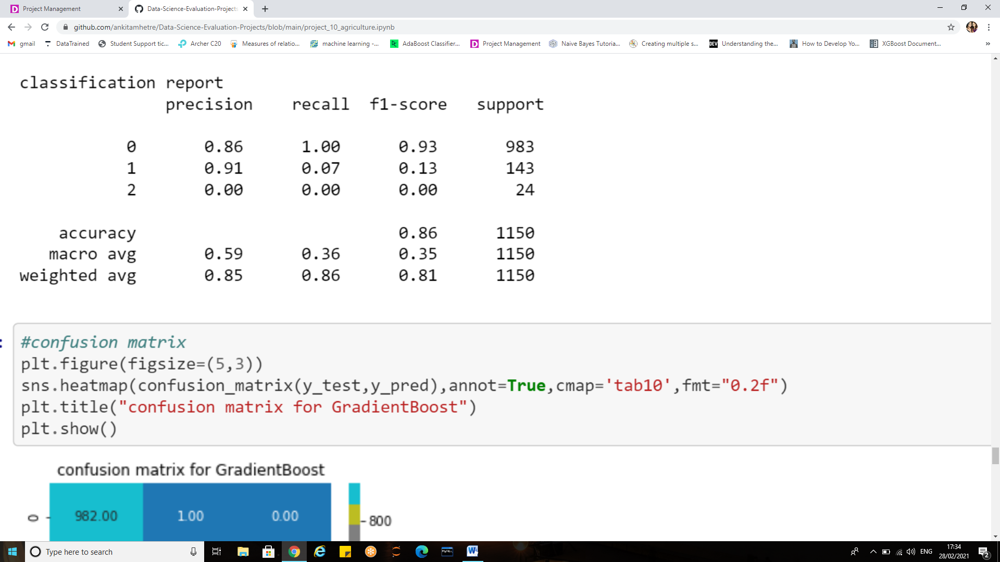 Project Management
Data-Science-Evaluation-Projects
github.com/ankitamhetre/Data-Science-Evaluation-Projects/blob/main/project_10_agriculture.ipynb
gmail DataTrained Student Support tic... Archer C20 Measures of relatio... machine learning -... AdaBoost Classifier... Project Management Naive Bayes Tutoria... Creating multiple s... DEV Understanding the... How to Develop Yo... XGBoost Document... »
classification report
precision recall f1-score support
0 0.86 1.00 0.93 983
1 0.91 0.07 0.13 143
2 0.00 0.00 0.00 24
accuracy 0.86 1150
macro avg 0.59 0.36 0.35 1150
weighted avg 0.85 0.86 0.81 1150
:
#confusion matrix
plt.figure(figsize=(5,3))
sns.heatmap(confusion_matrix(y_test,y_pred),annot=True,cmap='tab10',fmt="0.2f")
plt.title("confusion matrix for GradientBoost")
plt.show()
confusion matrix for GradientBoost
0 982.00 1.00 0.00
800
Type here to search
MySQL
ENG
17:34
28/02/2021
2